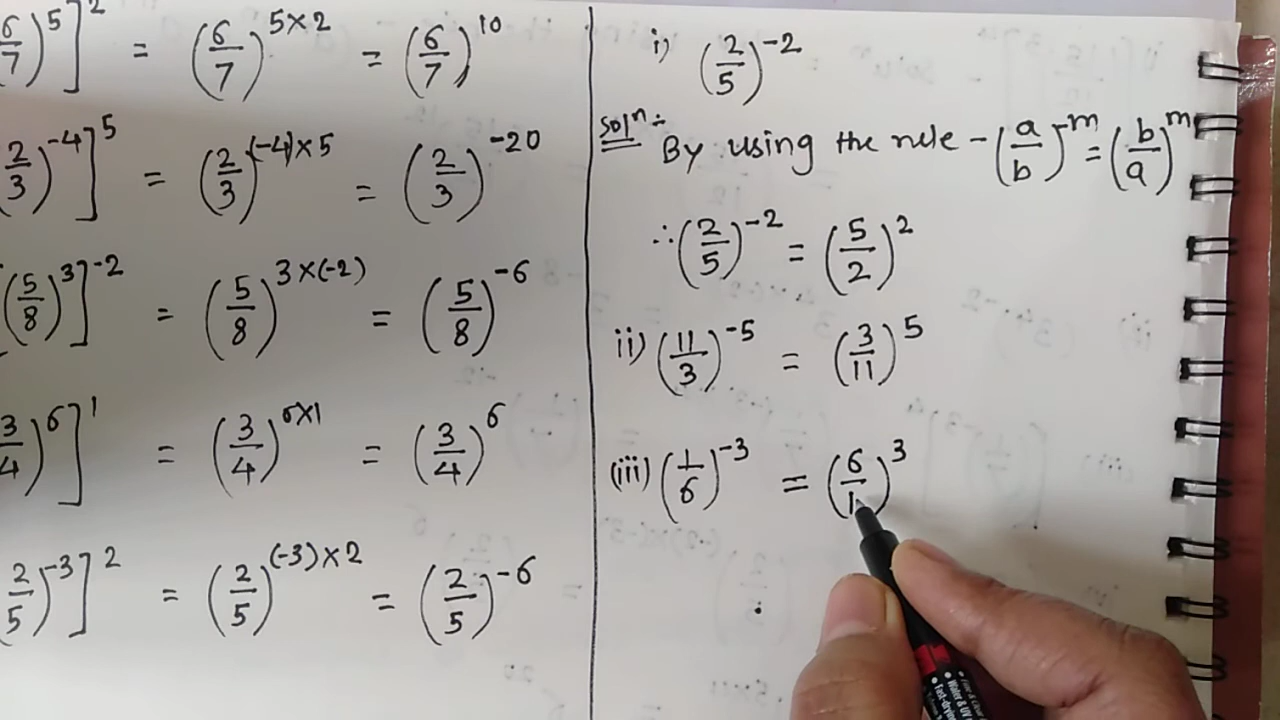 6/7)^5]^2 = (6/7)^5×2 = (6/7)^10
2/3)^-4]^5 = (2/3)^(-4)×5 = (2/3)^-20
[(5/8)^3]^-2 = (5/8)^3×(-2) = (5/8)^-6
3/4)^6]^1 = (3/4)^6×1 = (3/4)^6
2/5)^-3]^2 = (2/5)^(-3)×2 = (2/5)^-6
i) (2/5)^-2
Solⁿ÷ By using the rule - (a/b)^-m = (b/a)^m
∴ (2/5)^-2 = (5/2)^2
ii) (11/3)^-5 = (3/11)^5
(iii) (1/6)^-3 = (6/1)^3